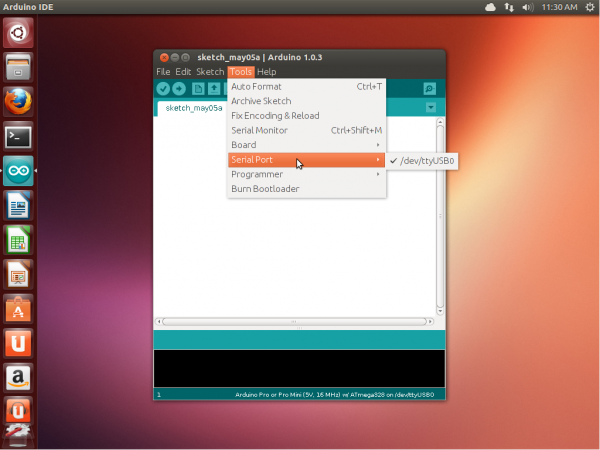 Arduino IDE
11:30 AM
sketch_may05a | Arduino 1.0.3
File Edit Sketch Tools Help
sketch_may05a
Auto Format Ctrl+T
Archive Sketch
Fix Encoding & Reload
Serial Monitor Ctrl+Shift+M
Board
Serial Port
/dev/ttyUSB0
Programmer
Burn Bootloader
1
Arduino Pro or Pro Mini (5V, 16 MHz) w/ ATmega328 on /dev/ttyUSB0